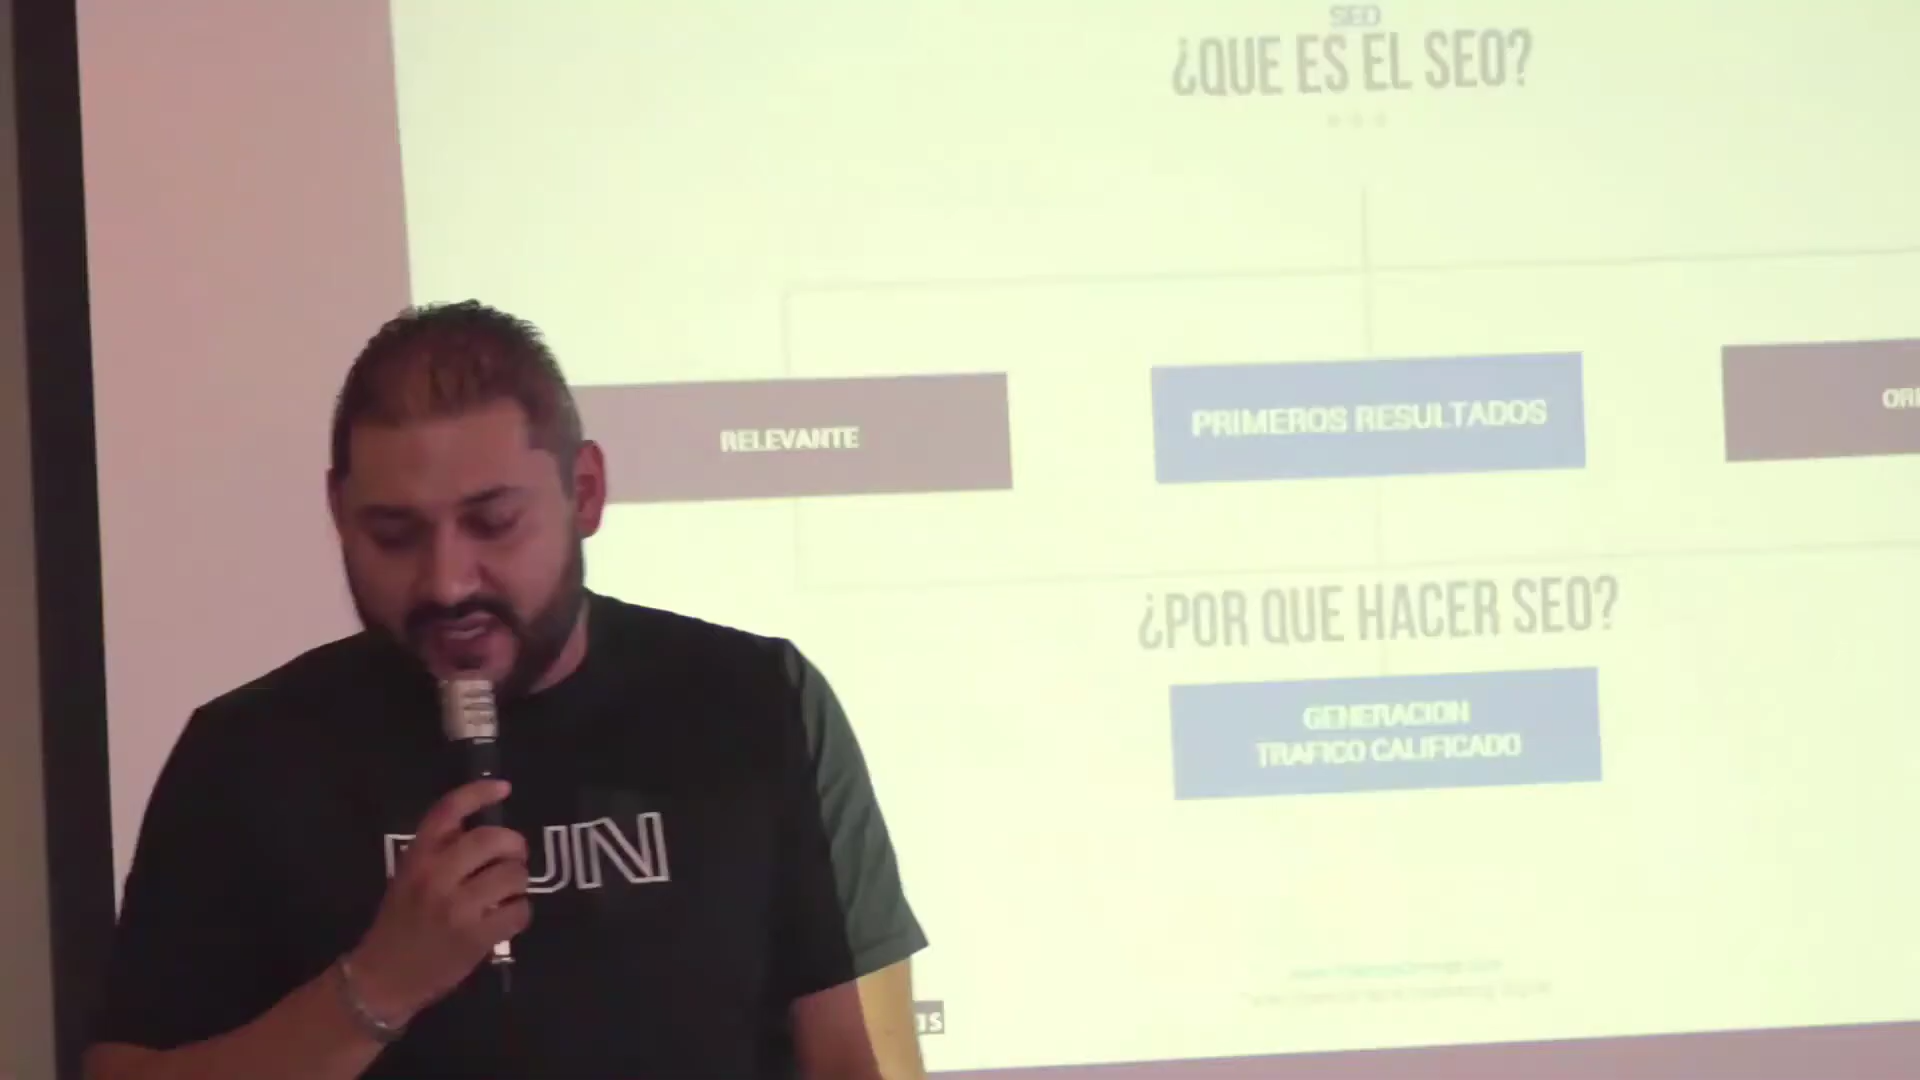 SEO
¿QUE ES EL SEO?
RELEVANTE
PRIMEROS RESULTADOS
¿POR QUE HACER SEO?
GENERACION
TRAFICO CALIFICADO